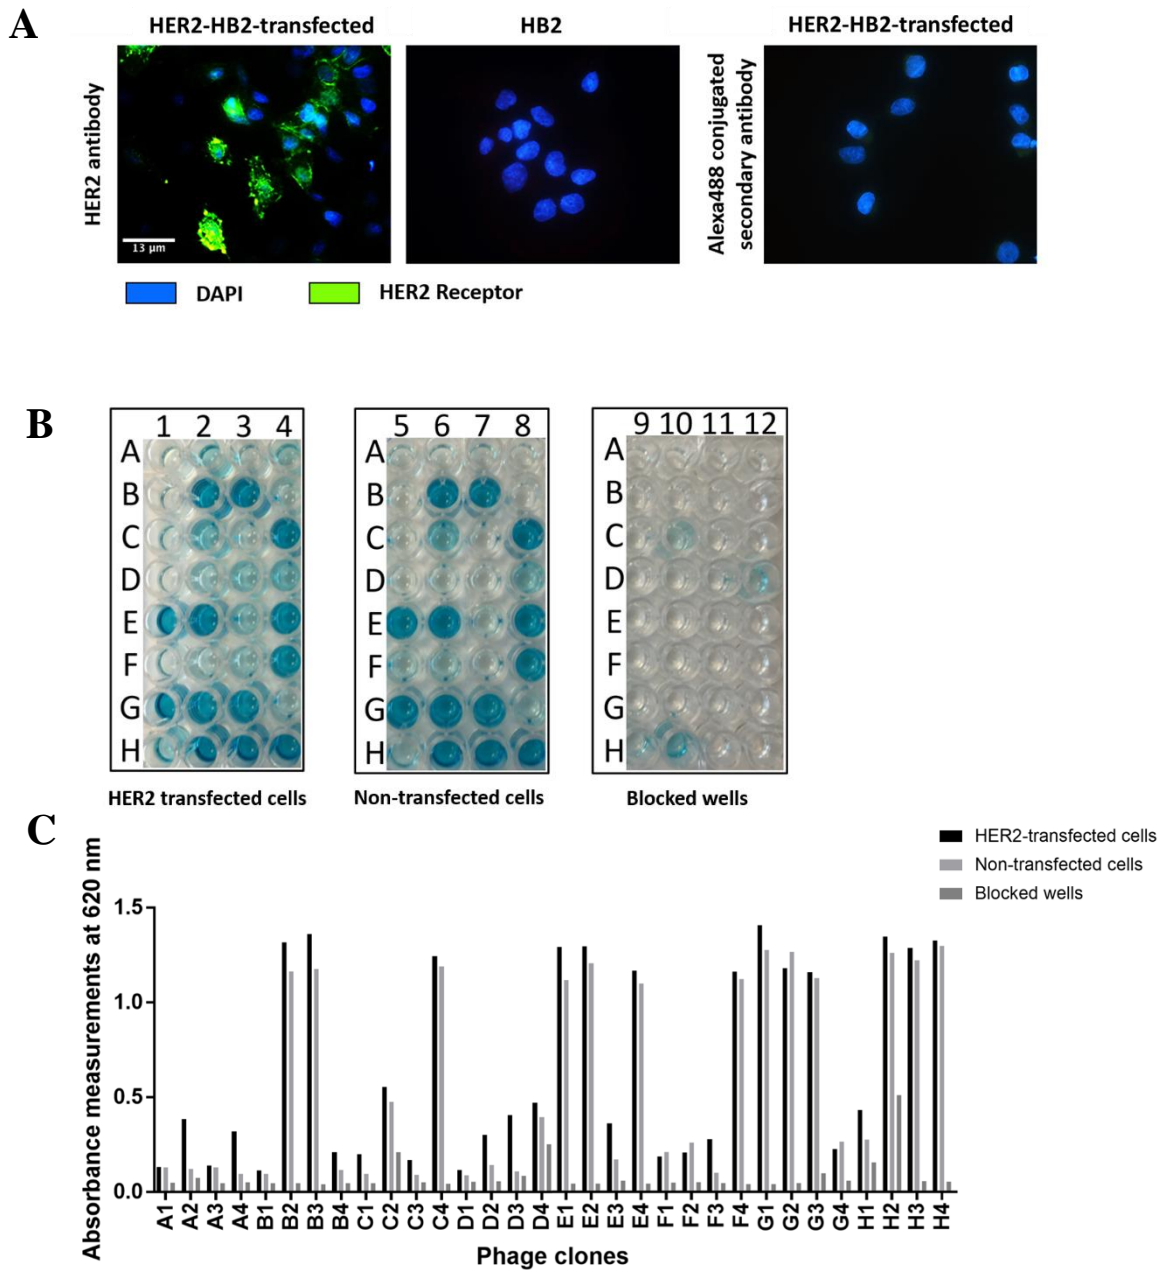 A
HER2-HB2-transfected
HB2
HER2-HB2-transfected
HER2 antibody
13 µm
Alexa488 conjugated
secondary antibody
DAPI
HER2 Receptor
B
1 2 3 4
A
B
C
D
E
F
G
H
HER2 transfected cells
5 6 7 8
A
B
C
D
E
F
G
H
Non-transfected cells
9 10 11 12
A
B
C
D
E
F
G
H
Blocked wells
C
HER2-transfected cells
Non-transfected cells
Blocked wells
Absorbance measurements at 620 nm
1.5
1.0
0.5
0.0
A1 A2 A3 A4 B1 B2 B3 B4 C1 C2 C3 C4 D1 D2 D3 D4 E1 E2 E3 E4 F1 F2 F3 F4 G1 G2 G3 G4 H1 H2 H3 H4
Phage clones